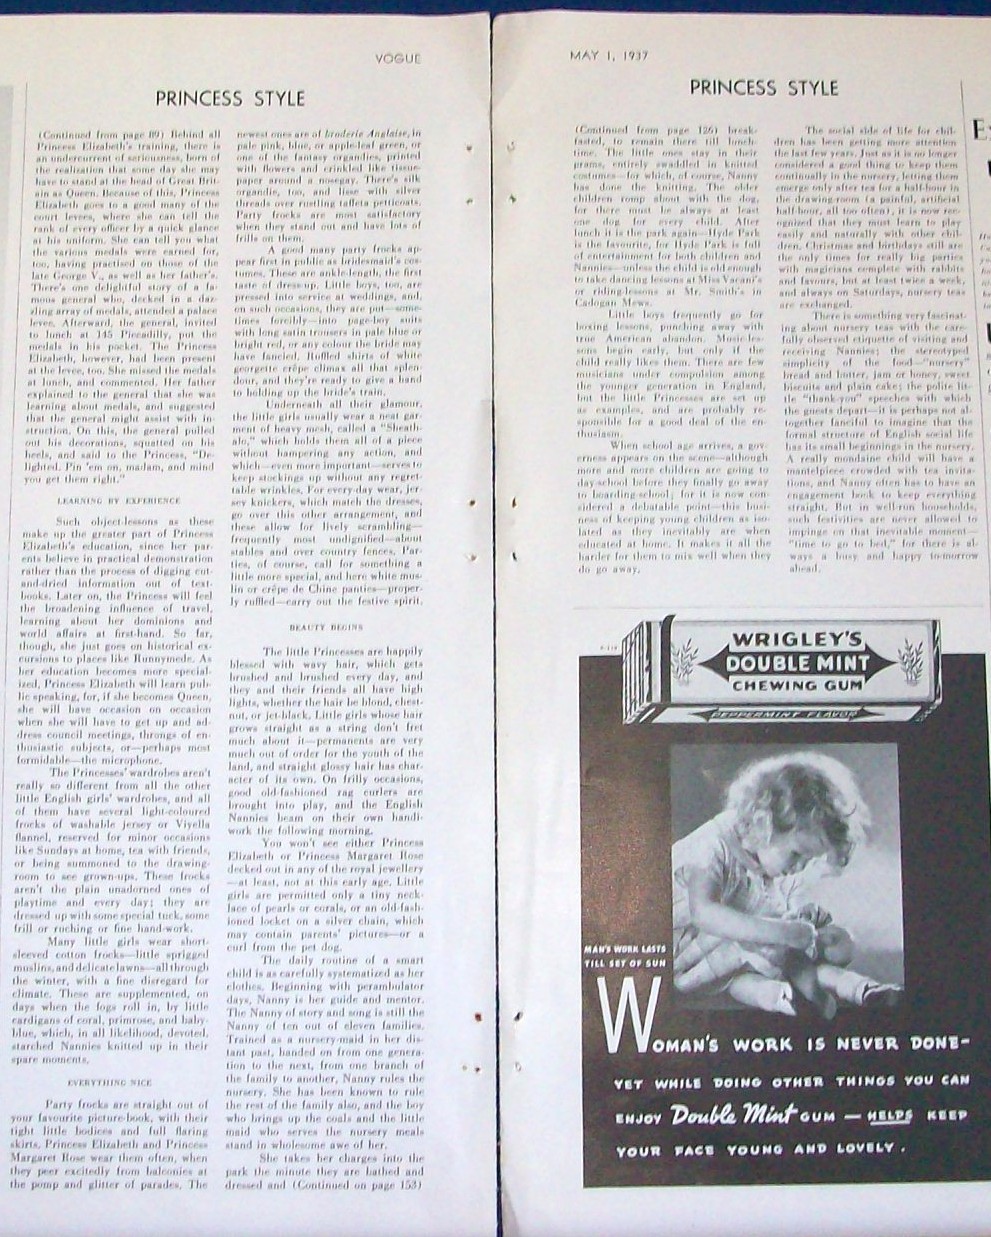 VOGUE
PRINCESS STYLE
(Continued from page 89) Behind all
Princess Elizabeth's training, there is
an undercurrent of seriousness, born of
the realization that some day she may
have to stand at the head of Great Brit-
ain as Queen. Because of this, Princess
Elizabeth goes to a good many of the
court levees, where she can tell the
rank of every officer by a quick glance
at his uniform. She can tell you what
the various medals were earned for,
too, having practised on those of the
late George V., as well as her father's.
There's one delightful story of a fa-
mous general who, decked in a daz-
zling array of medals, attended a palace
levee. Afterward, the general, invited
to lunch at 145 Piccadilly, put the
medals in his pocket. The Princess
Elizabeth, however, had been present
at the levee, too. She missed the medals
at lunch, and commented. Her father
explained to the general that she was
learning about medals, and suggested
that the general might assist with in-
struction. On this, the general pulled
out his decorations, squatted on his
heels, and said to the Princess, "De-
lighted. Pin 'em on, madam, and mind
you get them right."
LEARNING BY EXPERIENCE
Such object-lessons as these
make up the greater part of Princess
Elizabeth's education, since her par-
ents believe in practical demonstration
rather than the process of digging cut-
and-dried information out of text-
books. Later on, the Princess will feel
the broadening influence of travel,
learning about her dominions and
world affairs at first-hand. So far,
though, she just goes on historical ex-
cursions to places like Runnymede. As
her education becomes more special-
ized, Princess Elizabeth will learn pub-
lic speaking, for, if she becomes Queen,
she will have occasion on occasion
when she will have to get up and ad-
dress council meetings, throngs of en-
thusiastic subjects, or—perhaps most
formidable—the microphone.
The Princesses' wardrobes aren't
really so different from all the other
little English girls' wardrobes, and all
of them have several light-coloured
frocks of washable jersey or Viyella
flannel, reserved for minor occasions
like Sundays at home, tea with friends,
or being summoned to the drawing-
room to see grown-ups. These frocks
aren't the plain unadorned ones of
playtime and every day; they are
dressed up with some special tuck, some
frill or ruching or fine hand-work.
Many little girls wear short-
sleeved cotton frocks—little sprigged
muslins, and delicate lawns—all through
the winter, with a fine disregard for
climate. These are supplemented, on
days when the fogs roll in, by little
cardigans of coral, primrose, and baby-
blue, which, in all likelihood, devoted,
starched Nannies knitted up in their
spare moments.
EVERYTHING NICE
Party frocks are straight out of
your favourite picture-book, with their
tight little bodices and full flaring
skirts. Princess Elizabeth and Princess
Margaret Rose wear them often, when
they peer excitedly from balconies at
the pomp and glitter of parades. The
newest ones are of broderie Anglaise, in
pale pink, blue, or apple-leaf green, or
one of the fantasy organdies, printed
with flowers and crinkled like tissue-
paper around a nosegay. There's silk
organdie, too, and lisse with silver
threads over rustling taffeta petticoats.
Party frocks are most satisfactory
when they stand out and have lots of
frills on them.
A good many party frocks ap-
pear first in public as bridesmaid's cos-
tumes. These are ankle-length, the first
taste of dress-up. Little boys, too, are
pressed into service at weddings, and,
on such occasions, they are put—some-
times forcibly—into page-boy suits
with long satin trousers in pale blue or
bright red, or any colour the bride may
have fancied. Ruffled shirts of white
georgette crêpe climax all that splen-
dour, and they're ready to give a hand
to holding up the bride's train.
Underneath all their glamour,
the little girls usually wear a neat gar-
ment of heavy mesh, called a "Sheath-
alo," which holds them all of a piece
without hampering any action, and
which—even more important—serves to
keep stockings up without any regret-
table wrinkles. For every-day wear, jer-
sey knickers, which match the dresses,
go over this other arrangement, and
these allow for lively scrambling—
frequently most undignified—about
stables and over country fences. Par-
ties, of course, call for something a
little more special, and here white mus-
lin or crêpe de Chine panties—proper-
ly ruffled—carry out the festive spirit.
BEAUTY BEGINS
The little Princesses are happily
blessed with wavy hair, which gets
brushed and brushed every day, and
they and their friends all have high
lights, whether the hair be blond, chest-
nut, or jet-black. Little girls whose hair
grows straight as a string don't fret
much about it—permanents are very
much out of order for the youth of the
land, and straight glossy hair has char-
acter of its own. On frilly occasions,
good old-fashioned rag curlers are
brought into play, and the English
Nannies beam on their own handi-
work the following morning.
You won't see either Princess
Elizabeth or Princess Margaret Rose
decked out in any of the royal jewellery
—at least, not at this early age. Little
girls are permitted only a tiny neck-
lace of pearls or corals, or an old-fash-
ioned locket on a silver chain, which
may contain parents' pictures—or a
curl from the pet dog.
The daily routine of a smart
child is as carefully systematized as her
clothes. Beginning with perambulator
days, Nanny is her guide and mentor.
The Nanny of story and song is still the
Nanny of ten out of eleven families.
Trained as a nursery-maid in her dis-
tant past, handed on from one genera-
tion to the next, from one branch of
the family to another, Nanny rules the
nursery. She has been known to rule
the rest of the family also, and the boy
who brings up the coals and the little
maid who serves the nursery meals
stand in wholesome awe of her.
She takes her charges into the
park the minute they are bathed and
dressed and (Continued on page 153)
MAY 1, 1937
PRINCESS STYLE
(Continued from page 126) break-
fasted, to remain there till lunch-
time. The little ones stay in their
prams, entirely swaddled in knitted
costumes—for which, of course, Nanny
has done the knitting. The older
children romp about with the dog,
for there must be always at least
one dog for every child. After
lunch it is the park again—Hyde Park
is the favourite, for Hyde Park is full
of entertainment for both children and
Nannies—unless the child is old enough
to take dancing lessons at Miss Vacani's
or riding-lessons at Mr. Smith's in
Cadogan Mews.
Little boys frequently go for
boxing lessons, punching away with
true American abandon. Music-les-
sons begin early, but only if the
child really likes them. There are few
musicians under compulsion among
the younger generation in England,
but the little Princesses are set up
as examples, and are probably re-
sponsible for a good deal of the en-
thusiasm.
When school age arrives, a gov-
erness appears on the scene—although
more and more children are going to
day-school before they finally go away
to boarding-school; for it is now con-
sidered a debatable point—this busi-
ness of keeping young children as iso-
lated as they inevitably are when
educated at home. It makes it all the
harder for them to mix well when they
do go away.
The social side of life for chil-
dren has been getting more attention
the last few years. Just as it is no longer
considered a good thing to keep them
continually in the nursery, letting them
emerge only after tea for a half-hour in
the drawing-room (a painful, artificial
half-hour, all too often), it is now rec-
ognized that they must learn to play
easily and naturally with other chil-
dren. Christmas and birthdays still are
the only times for really big parties
with magicians complete with rabbits
and favours, but at least twice a week,
and always on Saturdays, nursery teas
are exchanged.
There is something very fascinat-
ing about nursery teas with the care-
fully observed etiquette of visiting and
receiving Nannies; the stereotyped
simplicity of the food—"nursery"
bread and butter, jam or honey, sweet
biscuits and plain cake; the polite lit-
tle "thank-you" speeches with which
the guests depart—it is perhaps not al-
together fanciful to imagine that the
formal structure of English social life
has its small beginnings in the nursery.
A really mondaine child will have a
mantelpiece crowded with tea invita-
tions, and Nanny often has to have an
engagement book to keep everything
straight. But in well-run households,
such festivities are never allowed to
impinge on that inevitable moment—
"time to go to bed," for there is al-
ways a busy and happy to-morrow
ahead.
WRIGLEY'S
DOUBLE MINT
CHEWING GUM
PEPPERMINT FLAVOR
MAN'S WORK LASTS
TILL SET OF SUN
WOMAN'S WORK IS NEVER DONE-
YET WHILE DOING OTHER THINGS YOU CAN
ENJOY Double Mint GUM — HELPS KEEP
YOUR FACE YOUNG AND LOVELY.